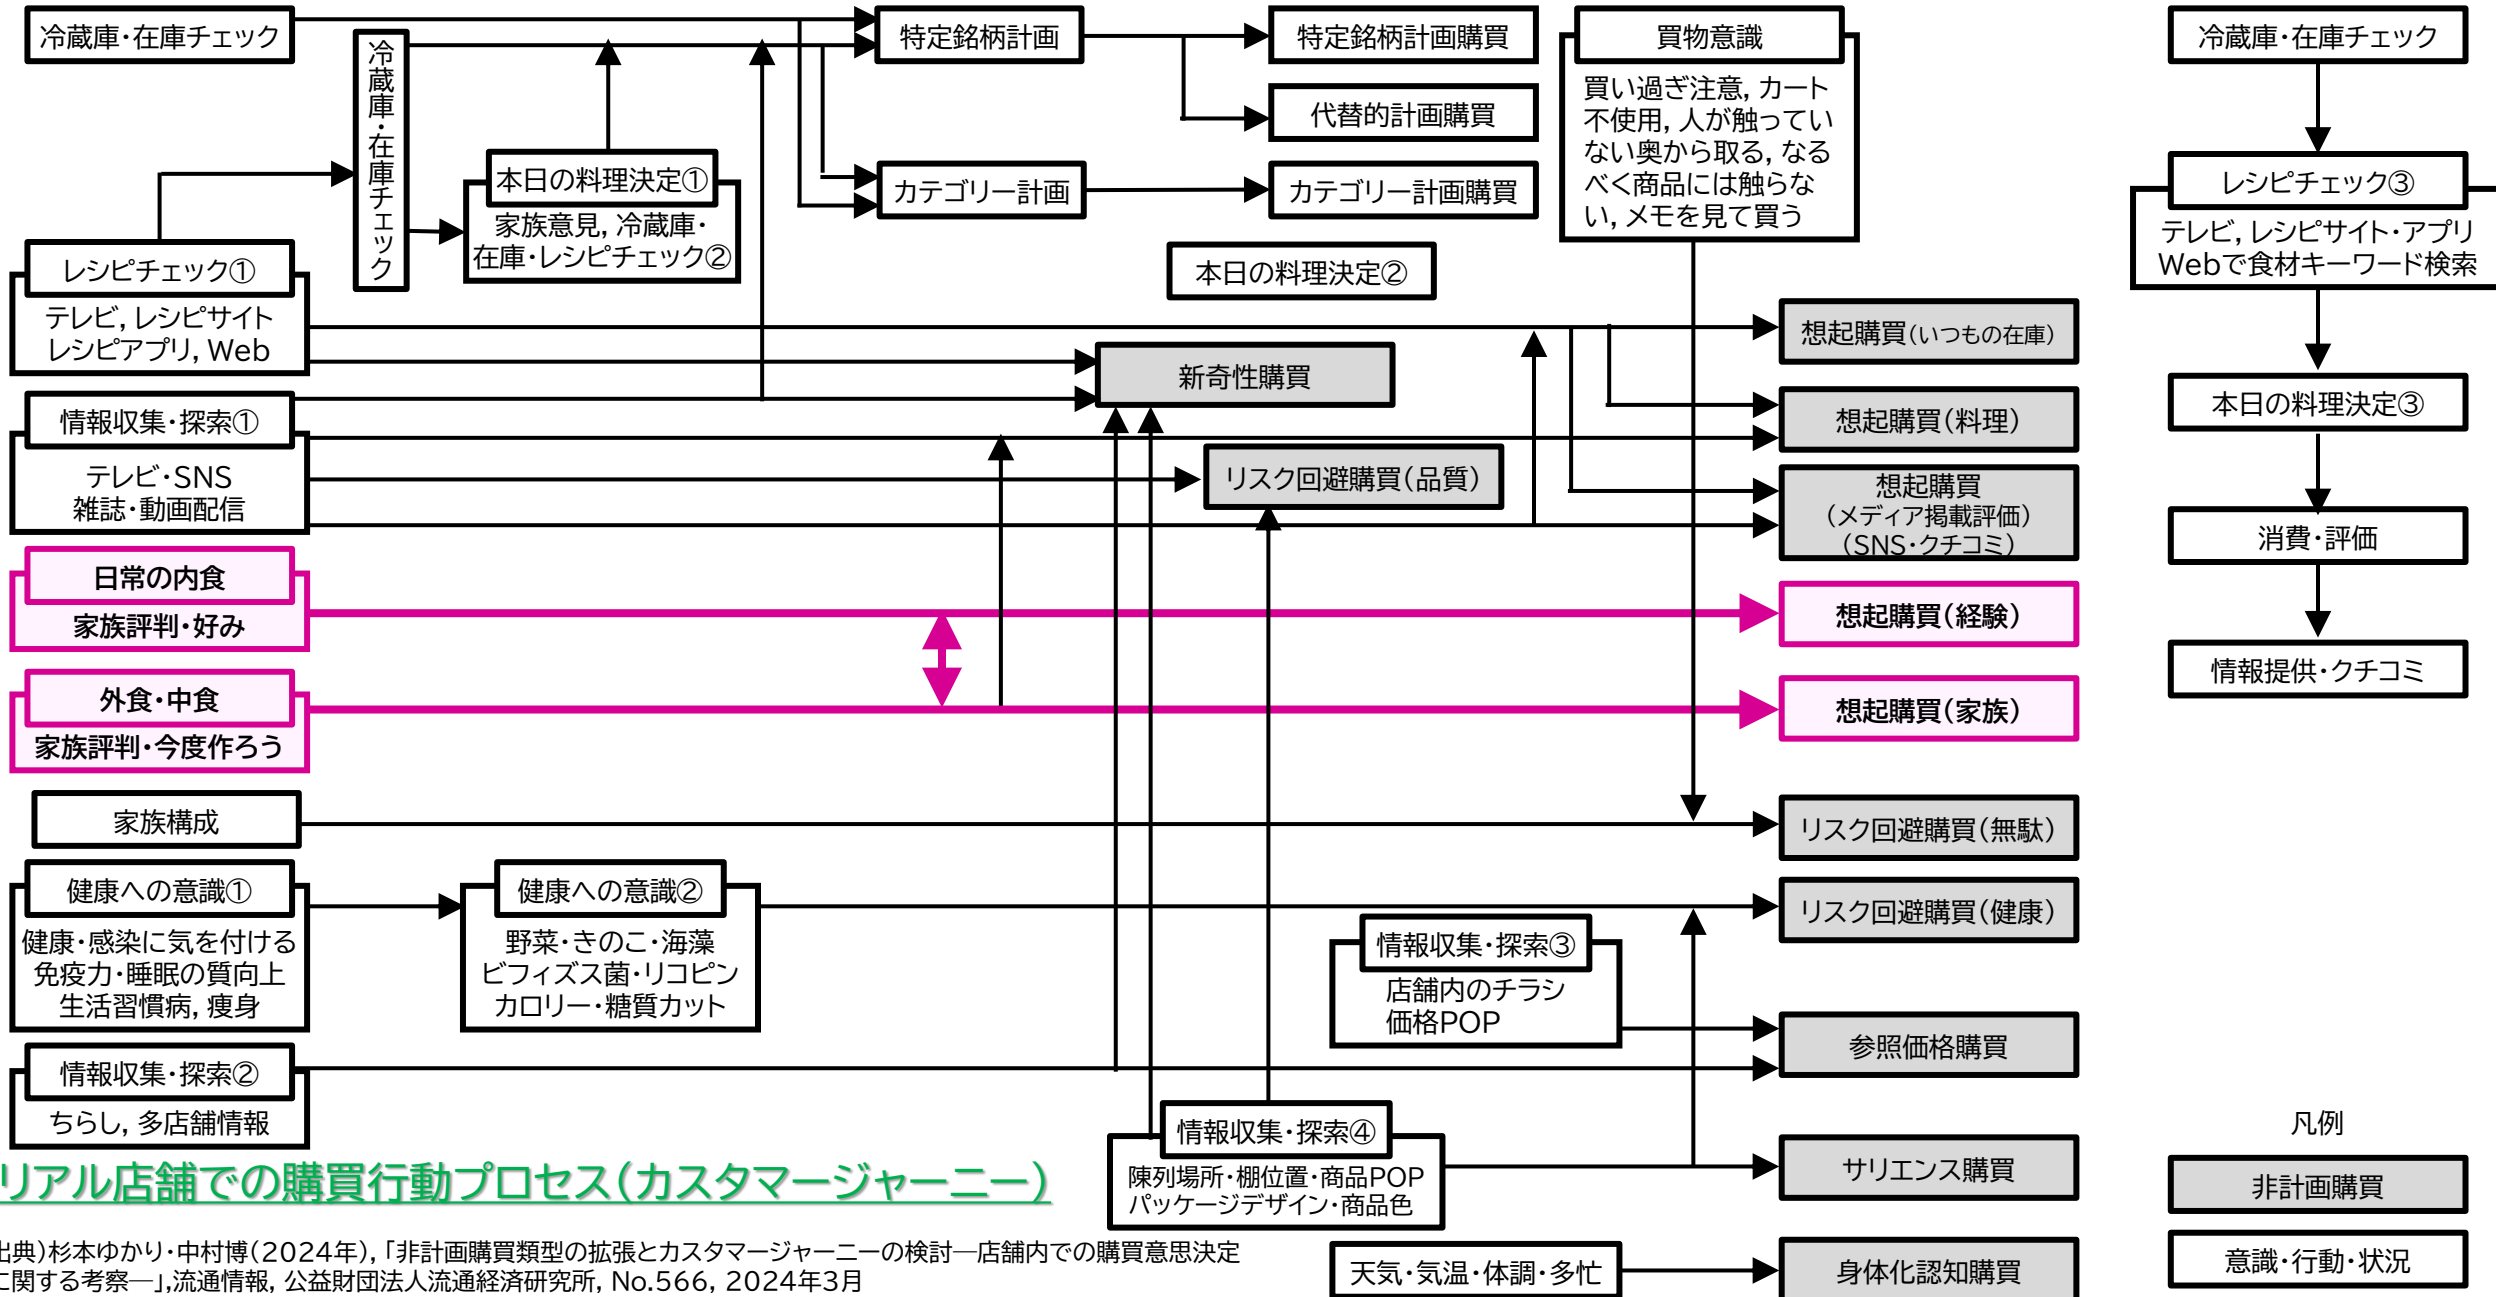 冷蔵庫・在庫チェック
冷蔵庫・在庫チェック
特定銘柄計画
特定銘柄計画購買
買物意識
冷蔵庫・在庫チェック
買い過ぎ注意, カート
不使用, 人が触ってい
ない奥から取る, なる
べく商品には触らな
い, メモを見て買う
代替的計画購買
本日の料理決定①
家族意見, 冷蔵庫・
在庫・レシピチェック②
カテゴリー計画
カテゴリー計画購買
レシピチェック③
テレビ, レシピサイト・アプリ
Webで食材キーワード検索
レシピチェック①
テレビ, レシピサイト
レシピアプリ, Web
本日の料理決定②
想起購買(いつもの在庫)
新奇性購買
本日の料理決定③
情報収集・探索①
テレビ・SNS
雑誌・動画配信
想起購買(料理)
リスク回避購買(品質)
想起購買
(メディア掲載評価)
(SNS・クチコミ)
消費・評価
日常の内食
家族評判・好み
想起購買(経験)
情報提供・クチコミ
外食・中食
家族評判・今度作ろう
想起購買(家族)
家族構成
リスク回避購買(無駄)
健康への意識①
健康・感染に気を付ける
免疫力・睡眠の質向上
生活習慣病, 痩身
健康への意識②
野菜・きのこ・海藻
ビフィズス菌・リコピン
カロリー・糖質カット
リスク回避購買(健康)
情報収集・探索③
店舗内のチラシ
価格POP
参照価格購買
情報収集・探索②
ちらし, 多店舗情報
情報収集・探索④
陳列場所・棚位置・商品POP
パッケージデザイン・商品色
サリエンス購買
凡例
非計画購買
意識・行動・状況
リアル店舗での購買行動プロセス(カスタマージャーニー)
出典)杉本ゆかり・中村博(2024年), 「非計画購買類型の拡張とカスタマージャーニーの検討―店舗内での購買意思決定
に関する考察―」,流通情報, 公益財団法人流通経済研究所, No.566, 2024年3月
天気・気温・体調・多忙
身体化認知購買